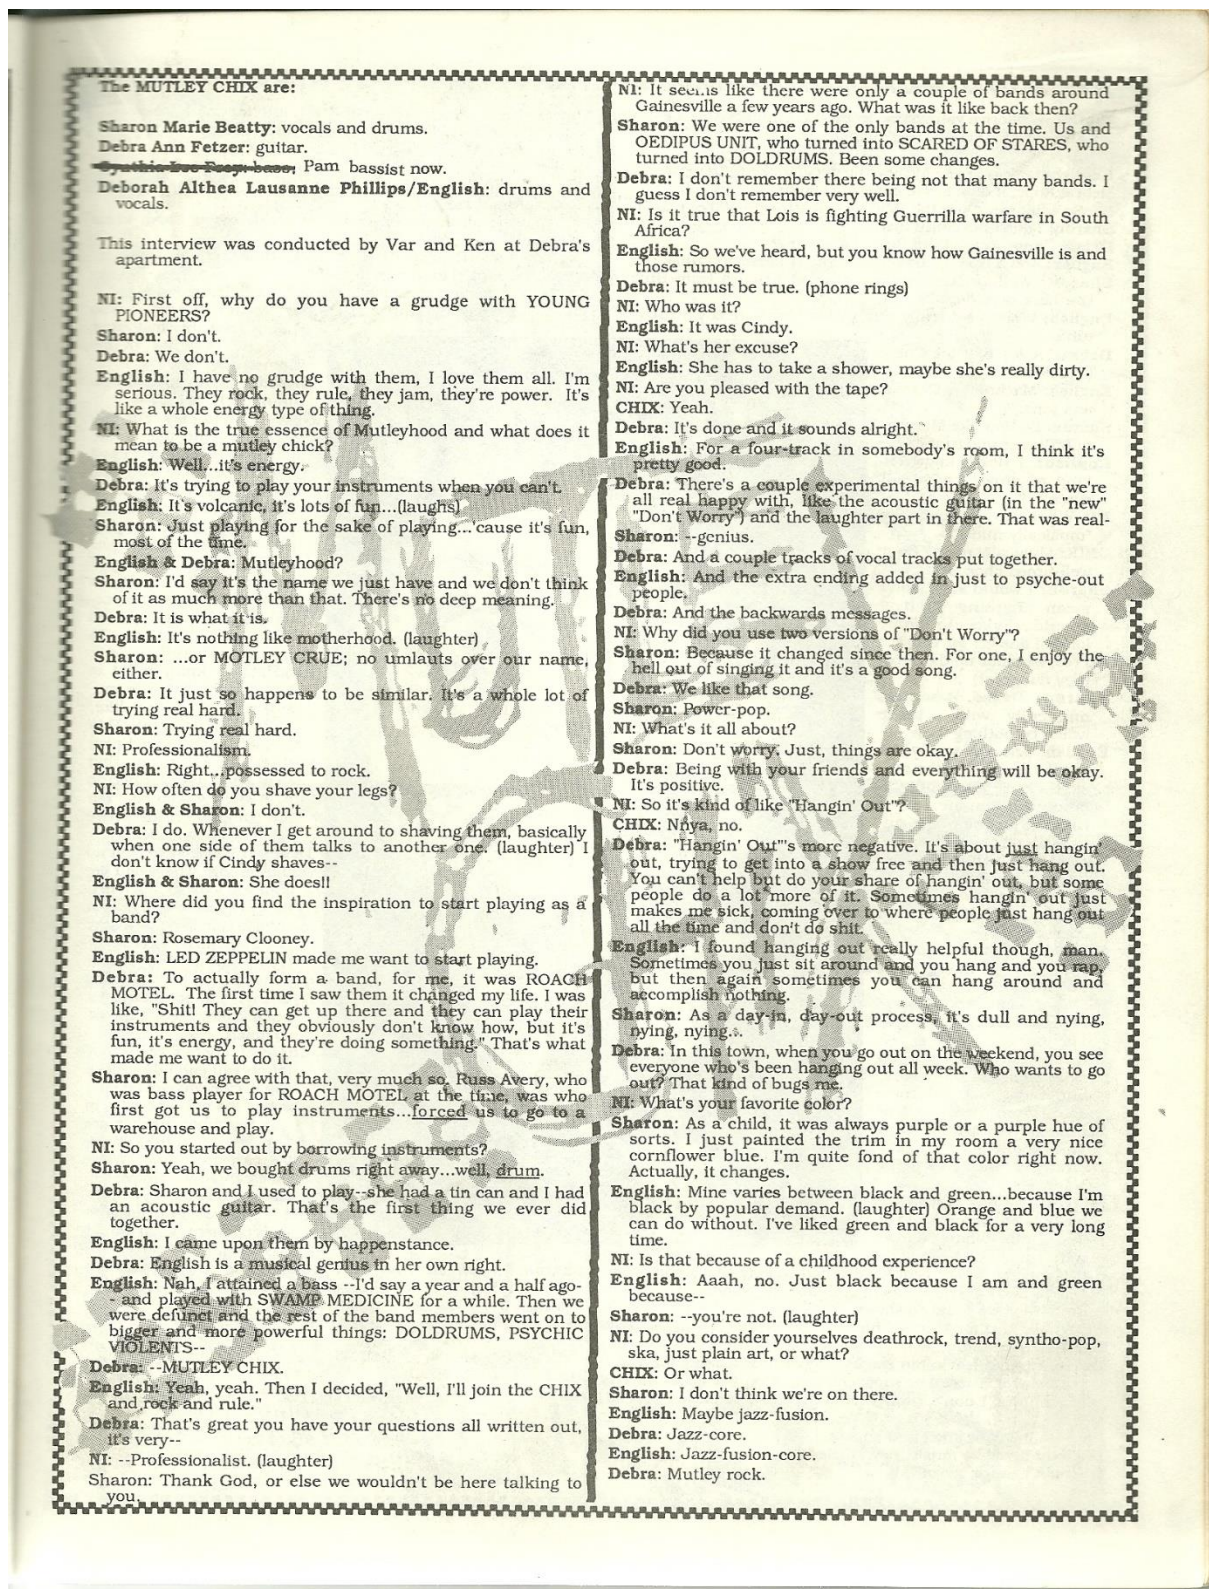 The MUTLEY CHIX are:
Sharon Marie Beatty: vocals and drums.
Debra Ann Fetzer: guitar.
Pam bassist now.
Deborah Althea Lausanne Phillips/English: drums and
vocals.
This interview was conducted by Var and Ken at Debra's
apartment.
NI: First off, why do you have a grudge with YOUNG
PIONEERS?
Sharon: I don't.
Debra: We don't.
English: I have no grudge with them, I love them all. I'm
serious. They rock, they rule, they jam, they're power. It's
like a whole energy type of thing.
NI: What is the true essence of Mutleyhood and what does it
mean to be a mutley chick?
English: Well...it's energy.
Debra: It's trying to play your instruments when you can't.
English: It's volcanic, it's lots of fun...(laughs)
Sharon: Just playing for the sake of playing...'cause it's fun,
most of the time.
English & Debra: Mutleyhood?
Sharon: I'd say it's the name we just have and we don't think
of it as much more than that. There's no deep meaning.
Debra: It is what it is.
English: It's nothing like motherhood. (laughter)
Sharon: ...or MOTLEY CRUE; no umlauts over our name,
either.
Debra: It just so happens to be similar. It's a whole lot of
trying real hard.
Sharon: Trying real hard.
NI: Professionalism.
English: Right...possessed to rock.
NI: How often do you shave your legs?
English & Sharon: I don't.
Debra: I do. Whenever I get around to shaving them, basically
when one side of them talks to another one. (laughter) I
don't know if Cindy shaves--
English & Sharon: She does!!
NI: Where did you find the inspiration to start playing as a
band?
Sharon: Rosemary Clooney.
English: LED ZEPPELIN made me want to start playing.
Debra: To actually form a band, for me, it was ROACH
MOTEL. The first time I saw them it changed my life. I was
like, "Shit! They can get up there and they can play their
instruments and they obviously don't know how, but it's
fun, it's energy, and they're doing something." That's what
made me want to do it.
Sharon: I can agree with that, very much so. Russ Avery, who
was bass player for ROACH MOTEL at the time, was who
first got us to play instruments...forced us to go to a
warehouse and play.
NI: So you started out by borrowing instruments?
Sharon: Yeah, we bought drums right away...well, drum.
Debra: Sharon and I used to play--she had a tin can and I had
an acoustic guitar. That's the first thing we ever did
together.
English: I came upon them by happenstance.
Debra: English is a musical genius in her own right.
English: Nah, I attained a bass --I'd say a year and a half ago-
- and played with SWAMP MEDICINE for a while. Then we
were defunct and the rest of the band members went on to
bigger and more powerful things: DOLDRUMS, PSYCHIC
VIOLENTS--
Debra: --MUTLEY CHIX.
English: Yeah, yeah. Then I decided, "Well, I'll join the CHIX
and rock and rule."
Debra: That's great you have your questions all written out,
it's very--
NI: --Professionalist. (laughter)
Sharon: Thank God, or else we wouldn't be here talking to
you.
NI: It seems like there were only a couple of bands around
Gainesville a few years ago. What was it like back then?
Sharon: We were one of the only bands at the time. Us and
OEDIPUS UNIT, who turned into SCARED OF STARES, who
turned into DOLDRUMS. Been some changes.
Debra: I don't remember there being not that many bands. I
guess I don't remember very well.
NI: Is it true that Lois is fighting Guerrilla warfare in South
Africa?
English: So we've heard, but you know how Gainesville is and
those rumors.
Debra: It must be true. (phone rings)
NI: Who was it?
English: It was Cindy.
NI: What's her excuse?
English: She has to take a shower, maybe she's really dirty.
NI: Are you pleased with the tape?
CHIX: Yeah.
Debra: It's done and it sounds alright.
English: For a four-track in somebody's room, I think it's
pretty good.
Debra: There's a couple experimental things on it that we're
all real happy with, like the acoustic guitar (in the "new"
"Don't Worry") and the laughter part in there. That was real-
Sharon: --genius.
Debra: And a couple tracks of vocal tracks put together.
English: And the extra ending added in just to psyche-out
people.
Debra: And the backwards messages.
NI: Why did you use two versions of "Don't Worry"?
Sharon: Because it changed since then. For one, I enjoy the
hell out of singing it and it's a good song.
Debra: We like that song.
Sharon: Power-pop.
NI: What's it all about?
Sharon: Don't worry. Just, things are okay.
Debra: Being with your friends and everything will be okay.
It's positive.
NI: So it's kind of like "Hangin' Out"?
CHIX: Nnya, no.
Debra: "Hangin' Out"'s more negative. It's about just hangin'
out, trying to get into a show free and then just hang out.
You can't help but do your share of hangin' out, but some
people do a lot more of it. Sometimes hangin' out just
makes me sick, coming over to where people just hang out
all the time and don't do shit.
English: I found hanging out really helpful though, man.
Sometimes you just sit around and you hang and you rap,
but then again sometimes you can hang around and
accomplish nothing.
Sharon: As a day-in, day-out process, it's dull and nying,
nying, nying...
Debra: In this town, when you go out on the weekend, you see
everyone who's been hanging out all week. Who wants to go
out? That kind of bugs me.
NI: What's your favorite color?
Sharon: As a child, it was always purple or a purple hue of
sorts. I just painted the trim in my room a very nice
cornflower blue. I'm quite fond of that color right now.
Actually, it changes.
English: Mine varies between black and green...because I'm
black by popular demand. (laughter) Orange and blue we
can do without. I've liked green and black for a very long
time.
NI: Is that because of a childhood experience?
English: Aaah, no. Just black because I am and green
because--
Sharon: --you're not. (laughter)
NI: Do you consider yourselves deathrock, trend, syntho-pop,
ska, just plain art, or what?
CHIX: Or what.
Sharon: I don't think we're on there.
English: Maybe jazz-fusion.
Debra: Jazz-core.
English: Jazz-fusion-core.
Debra: Mutley rock.